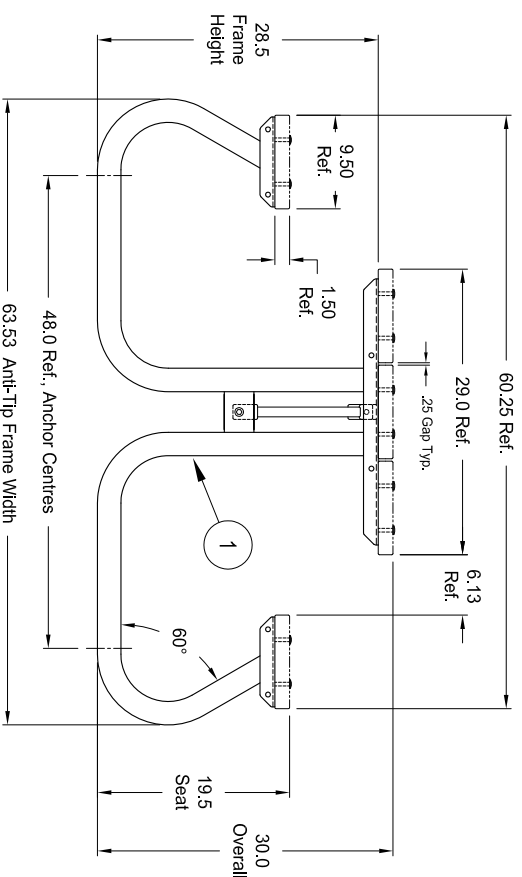 60.25 Ref.
29.0 Ref.
6.13
Ref.
.25 Gap Typ.
9.50
Ref.
1.50
Ref.
28.5
Frame
Height
1
60°
19.5
Seat
30.0
Overall
48.0 Ref., Anchor Centres
63.53 Anti-Tip Frame Width